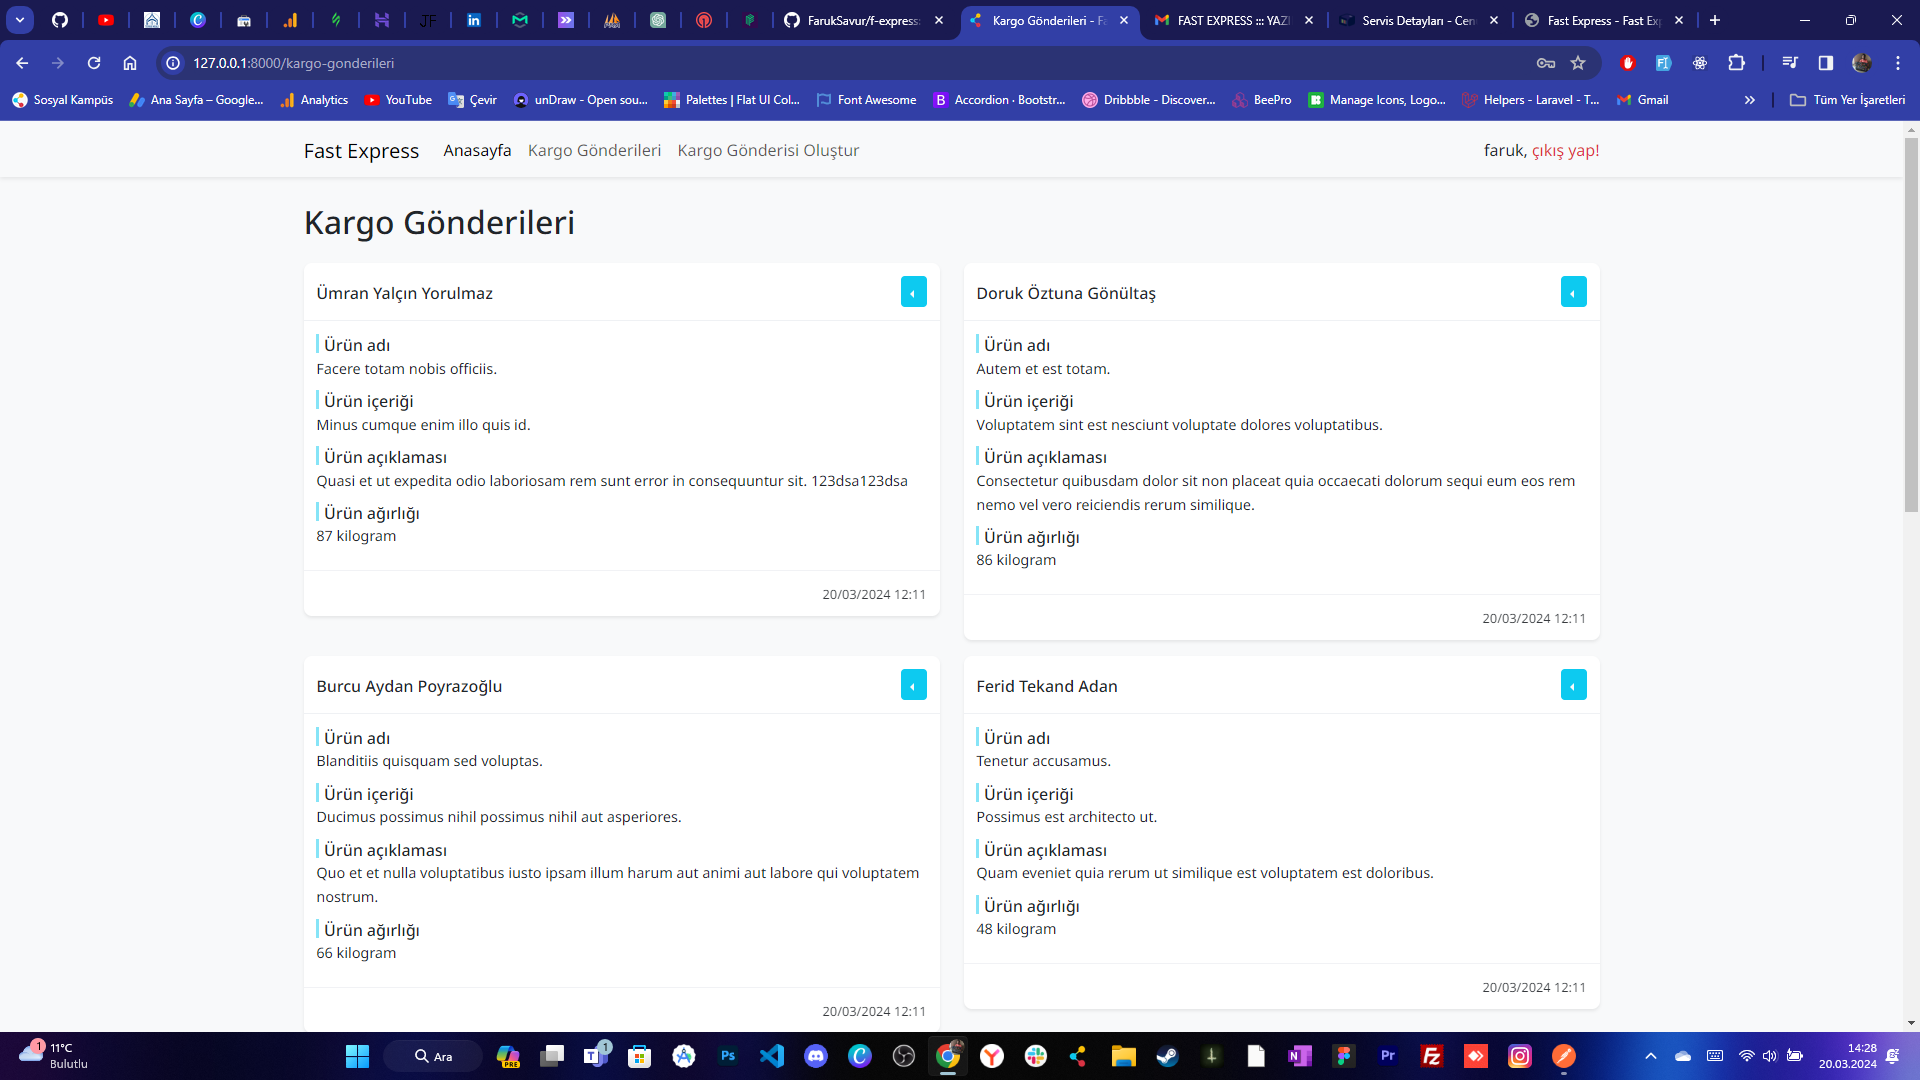 FarukSavur/f-express
Kargo Gönderileri - Fa
FAST EXPRESS ::: YAZI
Servis Detayları - Cen
Fast Express - Fast Exp
127.0.0.1:8000/kargo-gonderileri
Sosyal Kampüs
Ana Sayfa – Google...
Analytics
YouTube
Çevir
unDraw - Open sou...
Palettes | Flat UI Col...
Font Awesome
Accordion · Bootstr...
Dribbble - Discover...
BeePro
Manage Icons, Logo...
Helpers - Laravel - T...
Gmail
Tüm Yer İşaretleri
Fast Express
Anasayfa
Kargo Gönderileri
Kargo Gönderisi Oluştur
faruk, çıkış yap!
Kargo Gönderileri
Ümran Yalçın Yorulmaz
Ürün adı
Facere totam nobis officiis.
Ürün içeriği
Minus cumque enim illo quis id.
Ürün açıklaması
Quasi et ut expedita odio laboriosam rem sunt error in consequuntur sit. 123dsa123dsa
Ürün ağırlığı
87 kilogram
20/03/2024 12:11
Doruk Öztuna Gönültaş
Ürün adı
Autem et est totam.
Ürün içeriği
Voluptatem sint est nesciunt voluptate dolores voluptatibus.
Ürün açıklaması
Consectetur quibusdam dolor sit non placeat quia occaecati dolorum sequi eum eos rem
nemo vel vero reiciendis rerum similique.
Ürün ağırlığı
86 kilogram
20/03/2024 12:11
Burcu Aydan Poyrazoğlu
Ürün adı
Blanditiis quisquam sed voluptas.
Ürün içeriği
Ducimus possimus nihil possimus nihil aut asperiores.
Ürün açıklaması
Quo et et nulla voluptatibus iusto ipsam illum harum aut animi aut labore qui voluptatem
nostrum.
Ürün ağırlığı
66 kilogram
20/03/2024 12:11
Ferid Tekand Adan
Ürün adı
Tenetur accusamus.
Ürün içeriği
Possimus est architecto ut.
Ürün açıklaması
Quam eveniet quia rerum ut similique est voluptatem est doloribus.
Ürün ağırlığı
48 kilogram
20/03/2024 12:11
1
11°C
Bulutlu
Ara
PRE
1
14:28
20.03.2024